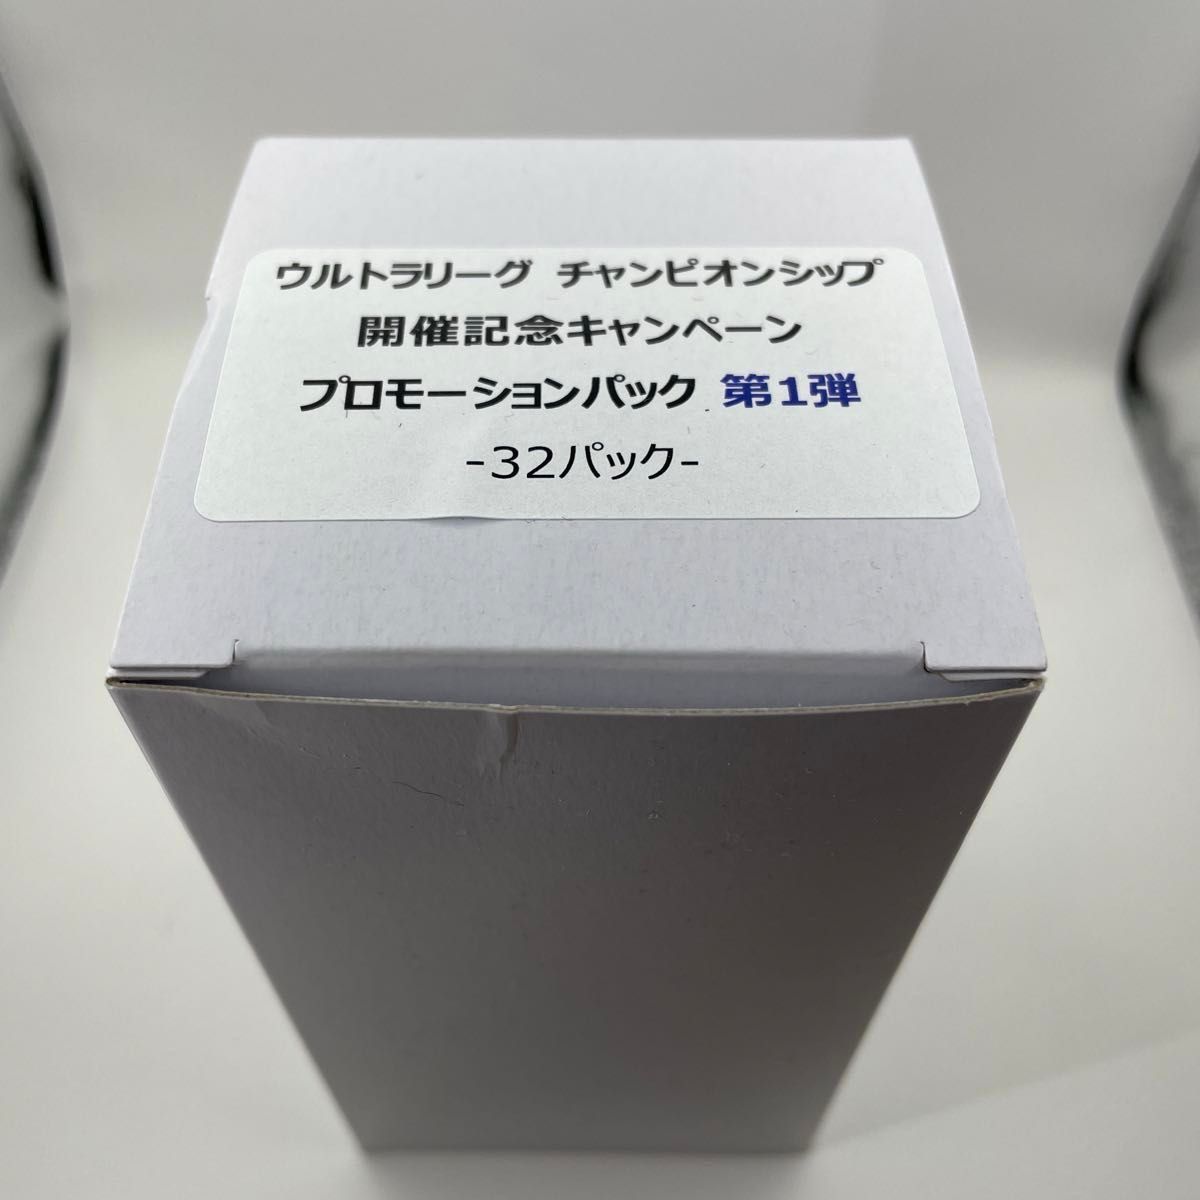 ウルトラリーグ チャンピオンシップ
開催記念キャンペーン
プロモーションパック 第1弾
-32パック-